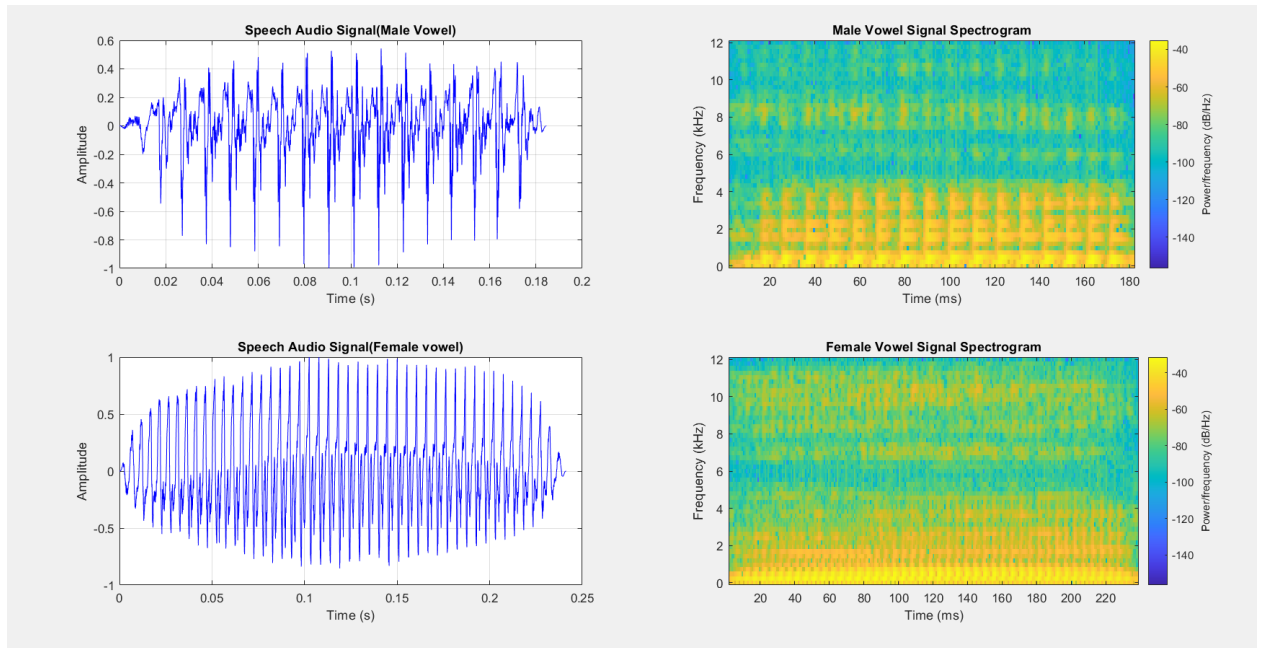 Speech Audio Signal(Male Vowel)
0.6
0.4
0.2
0
-0.2
-0.4
-0.6
-0.8
-1
Amplitude
0 0.02 0.04 0.06 0.08 0.1 0.12 0.14 0.16 0.18 0.2
Time (s)
Male Vowel Signal Spectrogram
12
10
8
6
4
2
0
Frequency (kHz)
20 40 60 80 100 120 140 160 180
Time (ms)
-40
-60
-80
-100
-120
-140
Power/frequency (dB/Hz)
Speech Audio Signal(Female vowel)
1
0.5
0
-0.5
-1
Amplitude
0 0.05 0.1 0.15 0.2 0.25
Time (s)
Female Vowel Signal Spectrogram
12
10
8
6
4
2
0
Frequency (kHz)
20 40 60 80 100 120 140 160 180 200 220
Time (ms)
-40
-60
-80
-100
-120
-140
Power/frequency (dB/Hz)